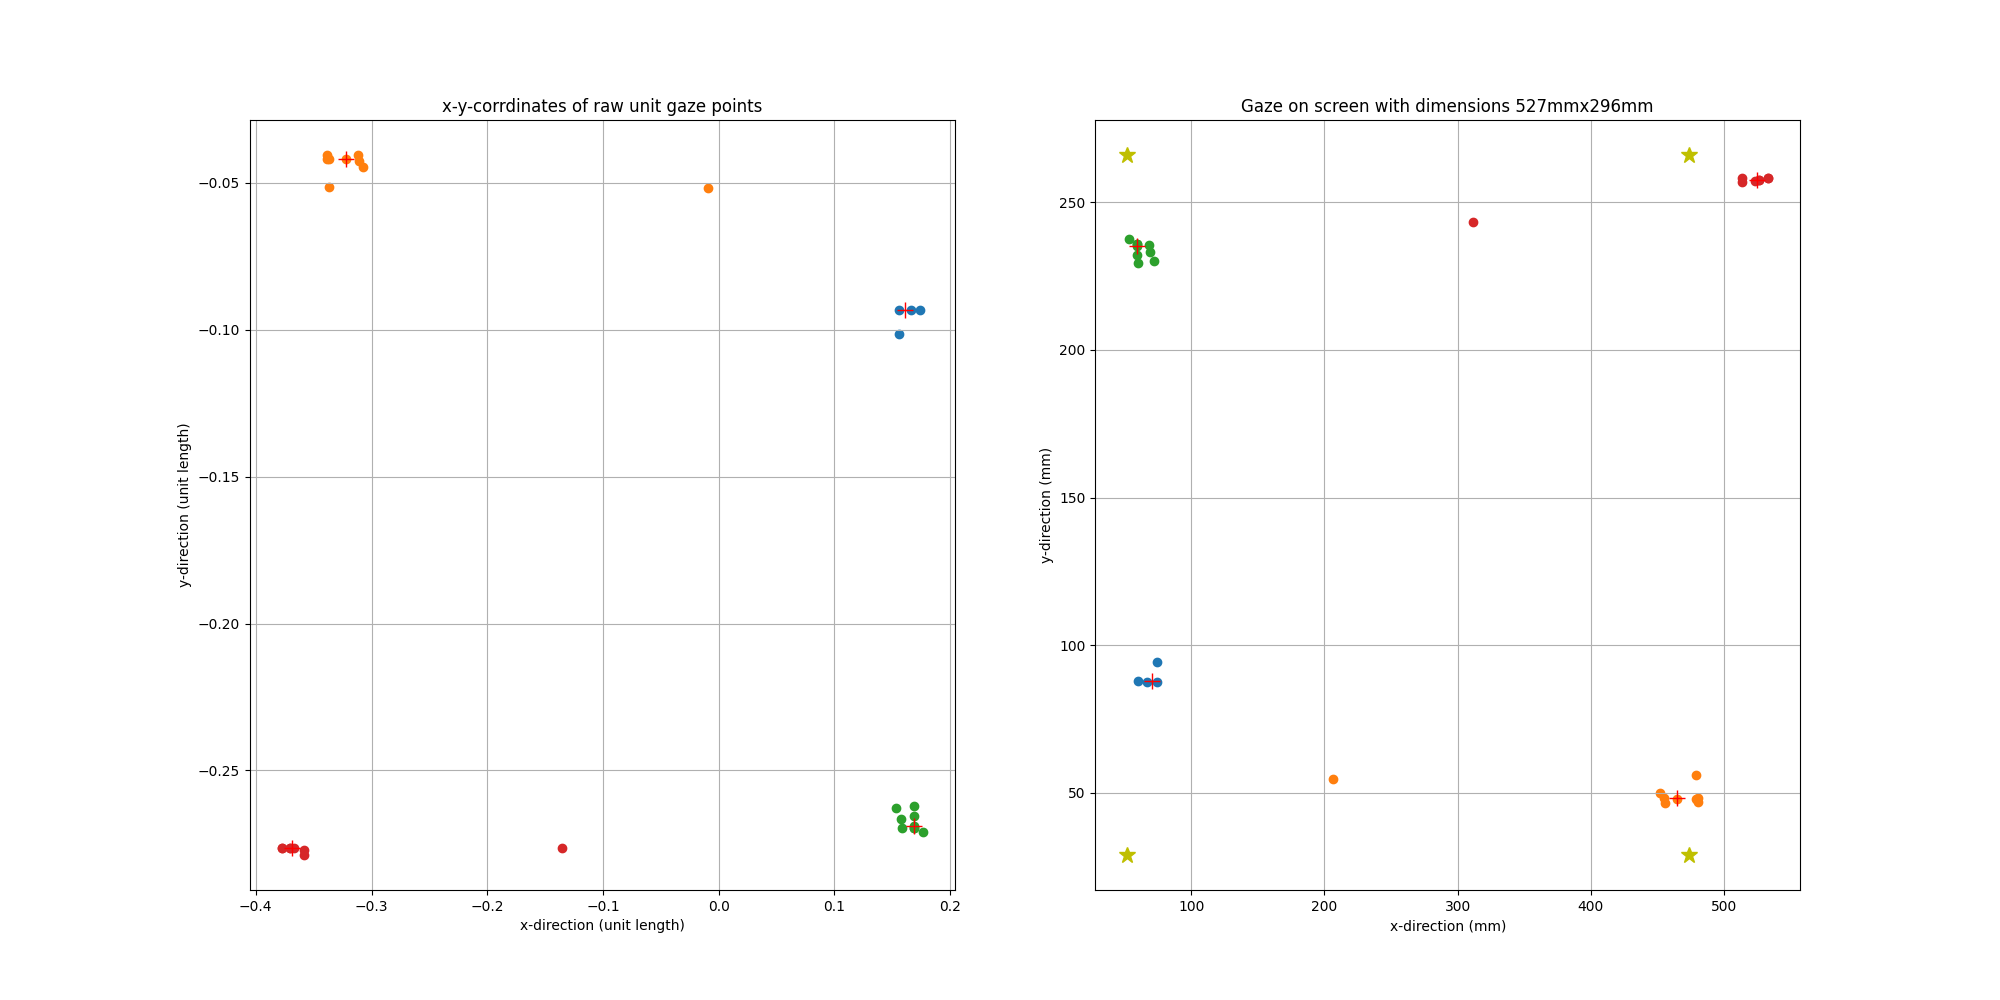 x-y-corrdinates of raw unit gaze points
−0.05
−0.10
−0.15
−0.20
−0.25
y-direction (unit length)
−0.4 −0.3 −0.2 −0.1 0.0 0.1 0.2
x-direction (unit length)
Gaze on screen with dimensions 527mmx296mm
250
200
150
100
50
y-direction (mm)
100 200 300 400 500
x-direction (mm)